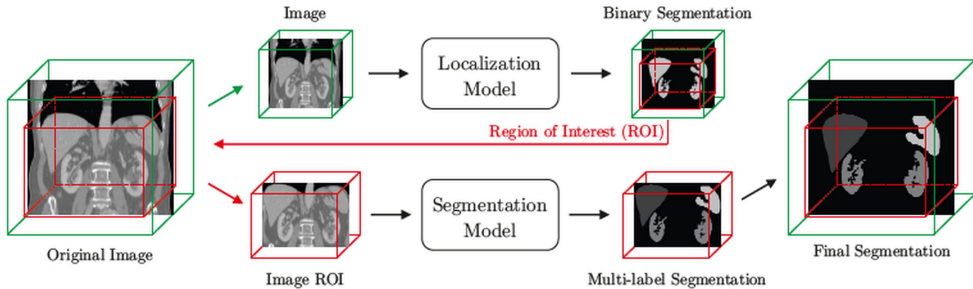 Image
Binary Segmentation
Localization
Model
Region of Interest (ROI)
Original Image
Segmentation
Model
Image ROI
Multi-label Segmentation
Final Segmentation